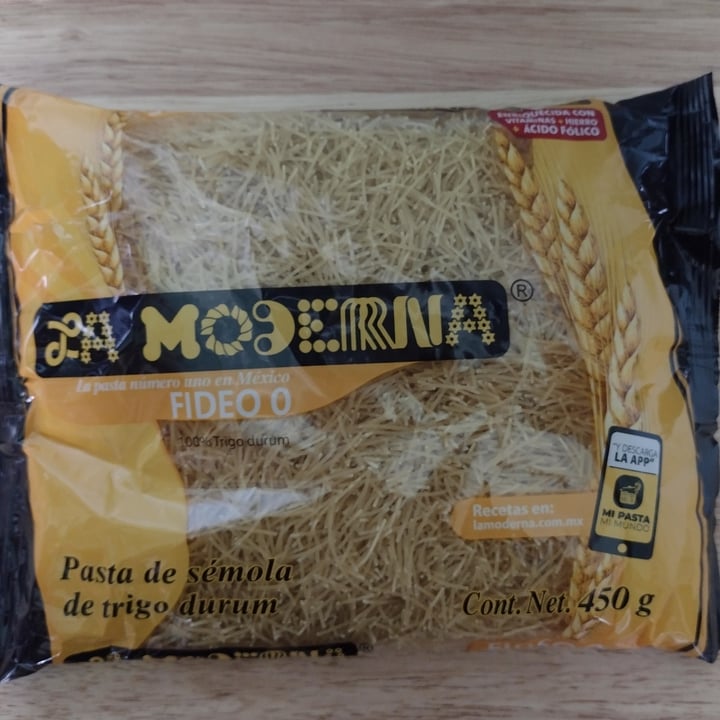 ENRIQUECIDA CON
VITAMINAS + HIERRO
+ ÁCIDO FÓLICO
LA MODERNA®
La pasta número uno en México
FIDEO 0
100% Trigo durum
"Y DESCARGA
LA APP"
MI PASTA
MI MUNDO
Recetas en:
lamoderna.com.mx
Pasta de sémola
de trigo durum
Cont. Net. 450 g
LA MODERNA®